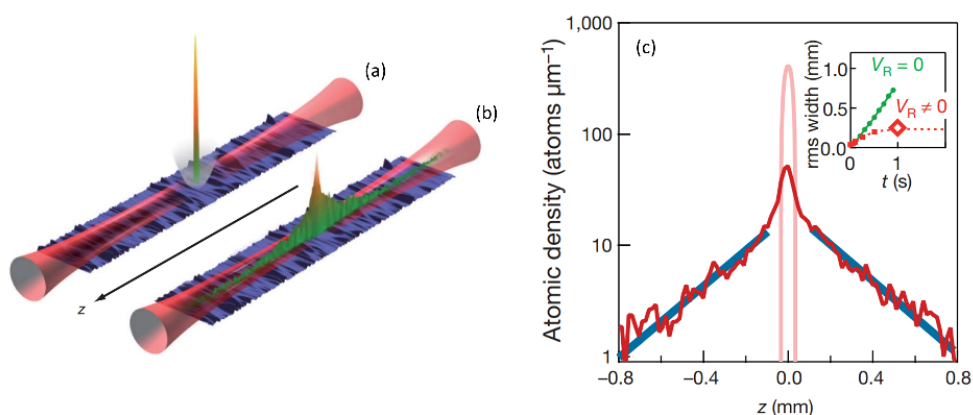 (a)
(b)
z
(c)
Atomic density (atoms μm⁻¹)
1,000
100
10
1
−0.8
−0.4
0.0
0.4
0.8
z (mm)
rms width (mm)
1.0
0.5
0.0
V_R = 0
V_R ≠ 0
0
1
t (s)